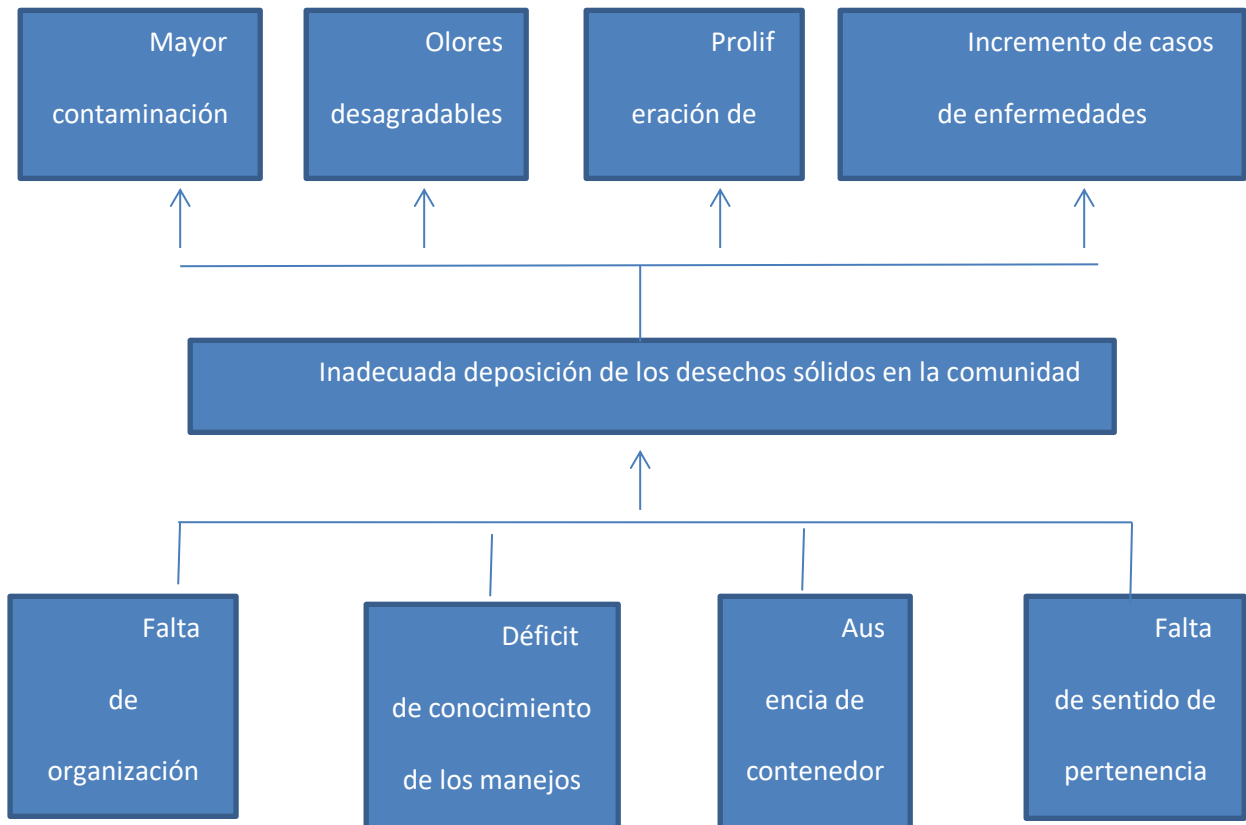 Mayor
contaminación
Olores
desagradables
Prolif
eración de
Incremento de casos
de enfermedades
Inadecuada deposición de los desechos sólidos en la comunidad
Falta
de
organización
Déficit
de conocimiento
de los manejos
Aus
encia de
contenedor
Falta
de sentido de
pertenencia